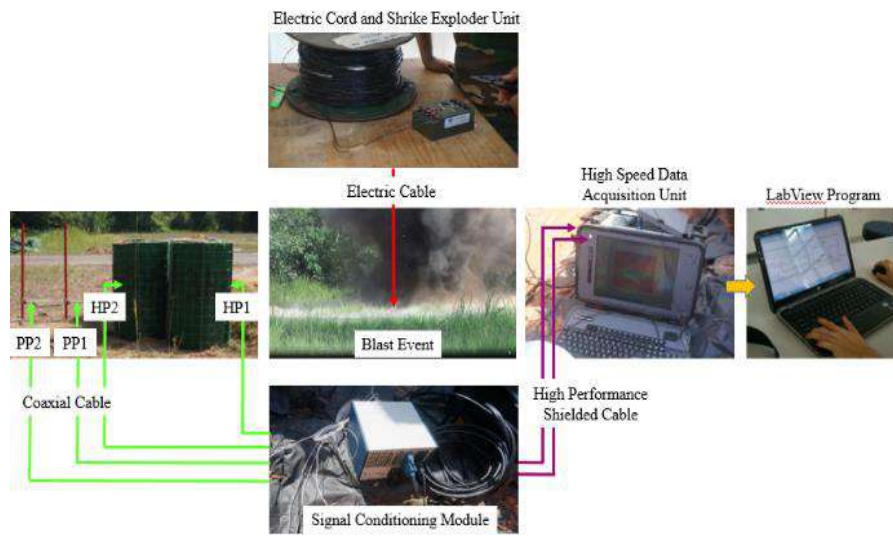 Electric Cord and Shrike Exploder Unit
Electric Cable
High Speed Data
Acquisition Unit
LabView Program
HP2
HP1
PP2
PP1
Blast Event
Coaxial Cable
High Performance
Shielded Cable
Signal Conditioning Module